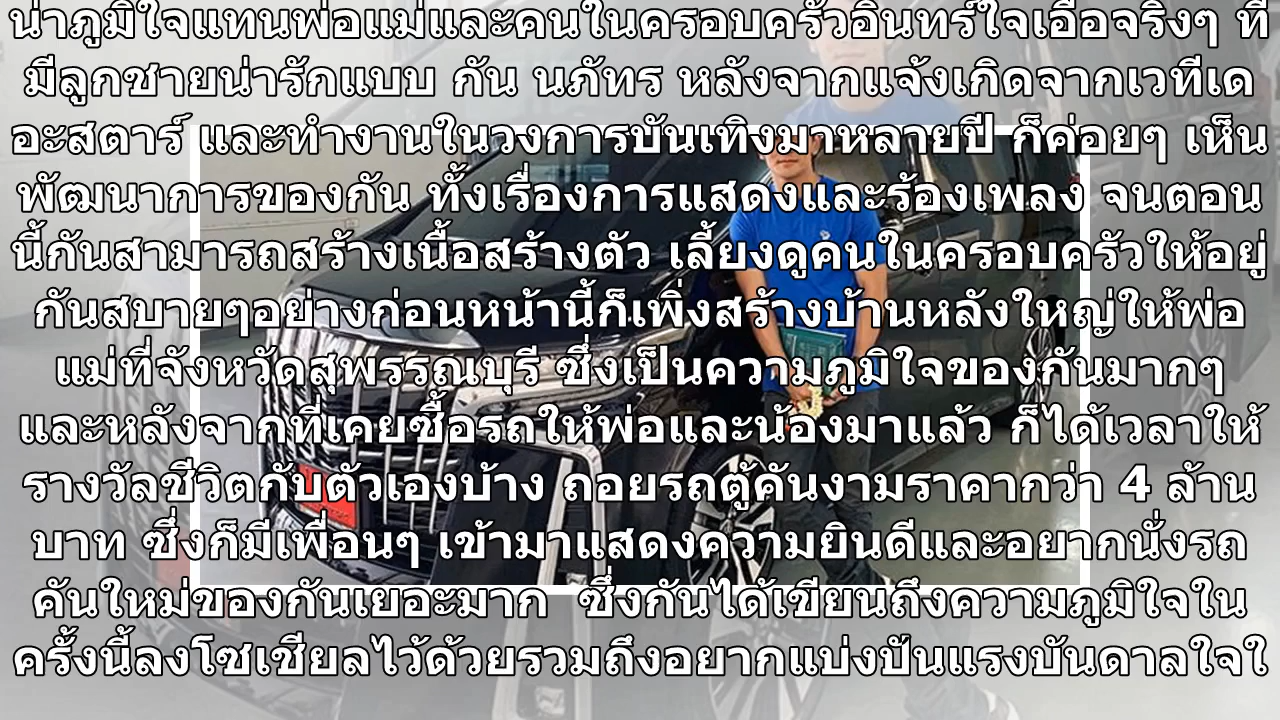 น่าภูมิใจแทนพ่อแม่และคนในครอบครัวอินทร์ใจเอื้อจริงๆ ที่
มีลูกชายน่ารักแบบ กัน นภัทร หลังจากแจ้งเกิดจากเวทีเด
อะสตาร์ และทำงานในวงการบันเทิงมาหลายปี ก็ค่อยๆ เห็น
พัฒนาการของกัน ทั้งเรื่องการแสดงและร้องเพลง จนตอน
นี้กันสามารถสร้างเนื้อสร้างตัว เลี้ยงดูคนในครอบครัวให้อยู่
กันสบายๆอย่างก่อนหน้านี้ก็เพิ่งสร้างบ้านหลังใหญ่ให้พ่อ
แม่ที่จังหวัดสุพรรณบุรี ซึ่งเป็นความภูมิใจของกันมากๆ
และหลังจากที่เคยซื้อรถให้พ่อและน้องมาแล้ว ก็ได้เวลาให้
รางวัลชีวิตกับตัวเองบ้าง ถอยรถตู้คันงามราคากว่า 4 ล้าน
บาท ซึ่งก็มีเพื่อนๆ เข้ามาแสดงความยินดีและอยากนั่งรถ
คันใหม่ของกันเยอะมาก ซึ่งกันได้เขียนถึงความภูมิใจใน
ครั้งนี้ลงโซเชียลไว้ด้วยรวมถึงอยากแบ่งปันแรงบันดาลใจใ